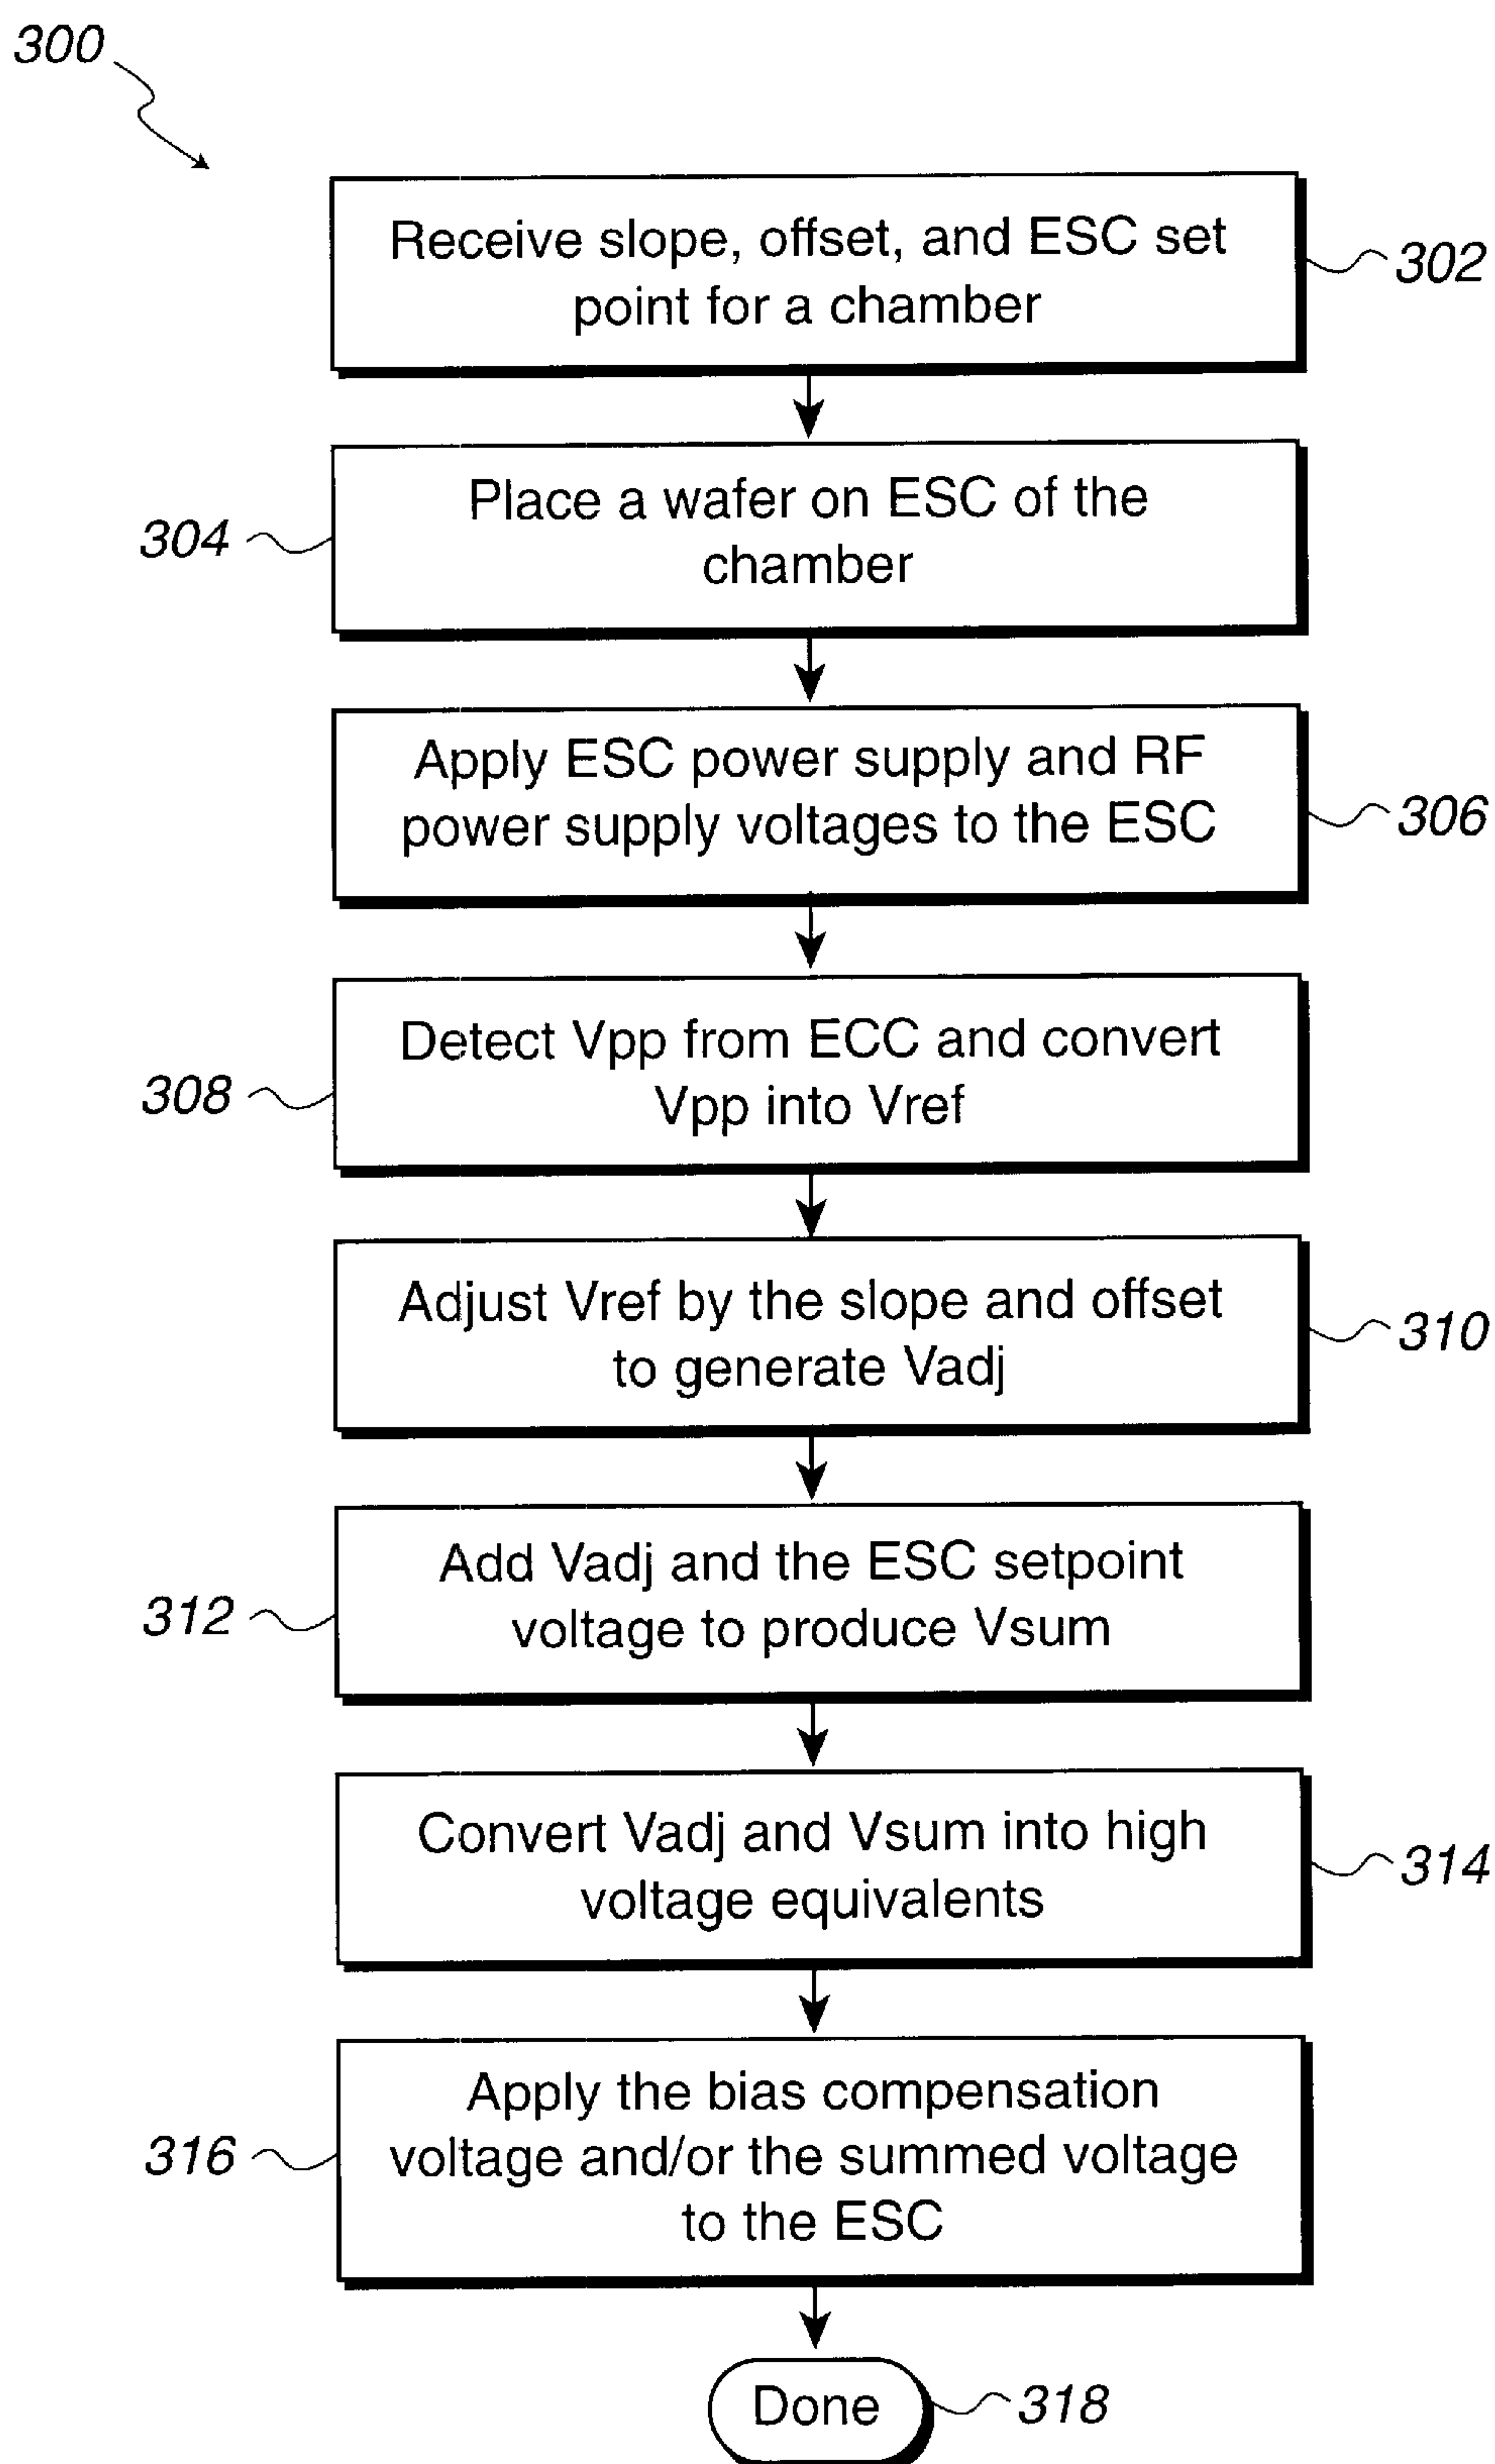 300
Receive slope, offset, and ESC set
point for a chamber
302
Place a wafer on ESC of the
chamber
304
Apply ESC power supply and RF
power supply voltages to the ESC
306
Detect Vpp from ECC and convert
Vpp into Vref
308
Adjust Vref by the slope and offset
to generate Vadj
310
Add Vadj and the ESC setpoint
voltage to produce Vsum
312
Convert Vadj and Vsum into high
voltage equivalents
314
Apply the bias compensation
voltage and/or the summed voltage
to the ESC
316
Done
318